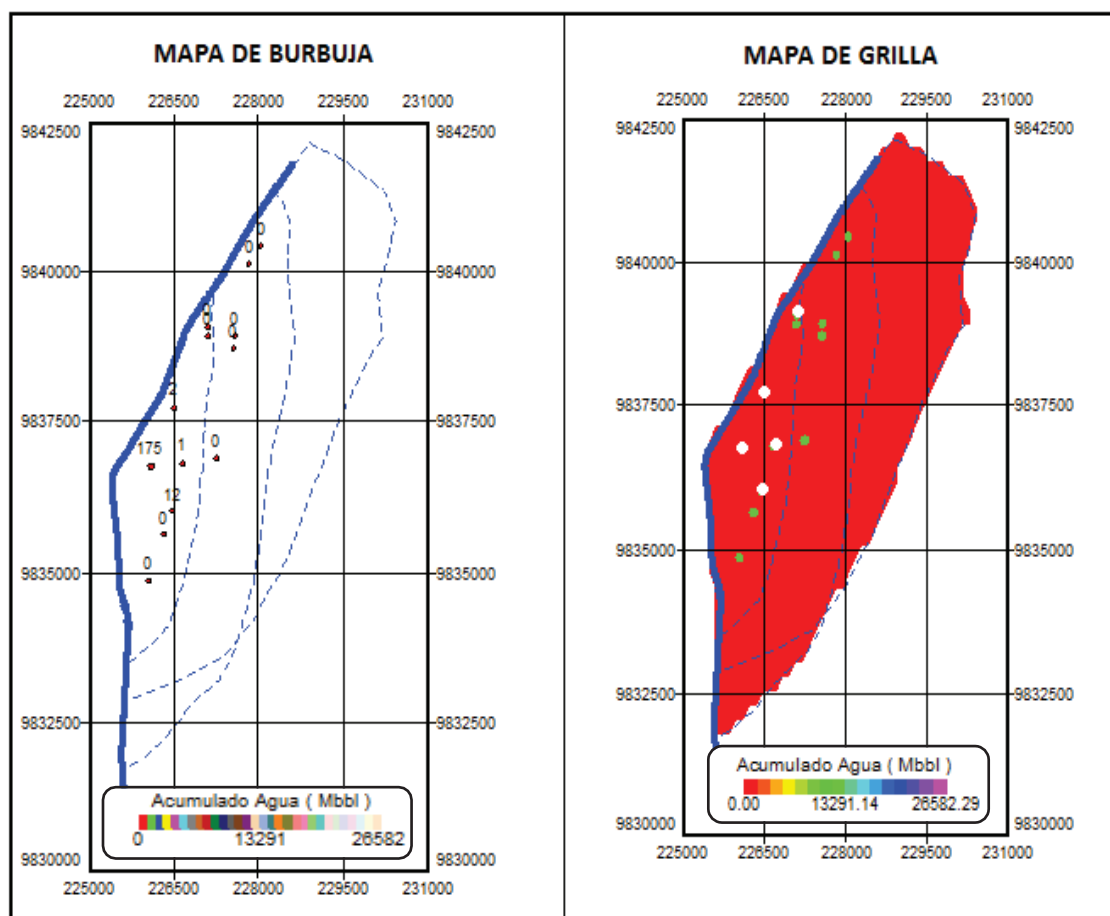 MAPA DE BURBUJA
225000 226500 228000 229500 231000
9842500 9842500
0
0
9840000 9840000
0
0
0
0
2
9837500 9837500
175 1 0
12
0
0
9835000 9835000
9832500 9832500
Acumulado Agua ( Mbbl )
0 13291 26582
9830000 9830000
225000 226500 228000 229500 231000
MAPA DE GRILLA
225000 226500 228000 229500 231000
9842500 9842500
9840000 9840000
9837500 9837500
9835000 9835000
9832500 9832500
Acumulado Agua ( Mbbl )
0.00 13291.14 26582.29
9830000 9830000
225000 226500 228000 229500 231000